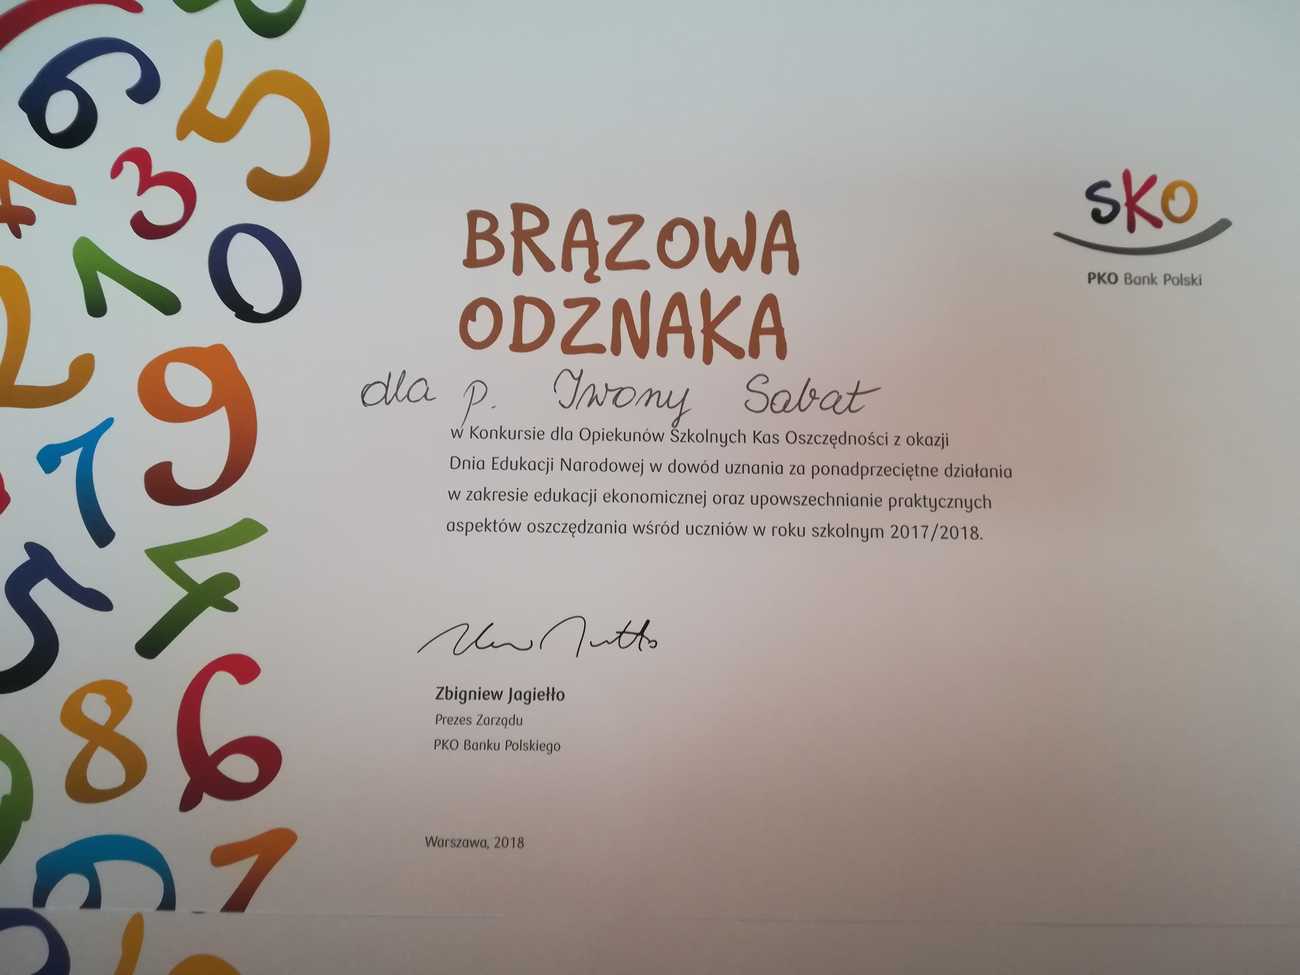 SKO
PKO Bank Polski
BRĄZOWA
ODZNAKA
dla p. Iwony Sabat
w Konkursie dla Opiekunów Szkolnych Kas Oszczędności z okazji
Dnia Edukacji Narodowej w dowód uznania za ponadprzeciętne działania
w zakresie edukacji ekonomicznej oraz upowszechnianie praktycznych
aspektów oszczędzania wśród uczniów w roku szkolnym 2017/2018.
Zbigniew Jagiełło
Prezes Zarządu
PKO Banku Polskiego
Warszawa, 2018